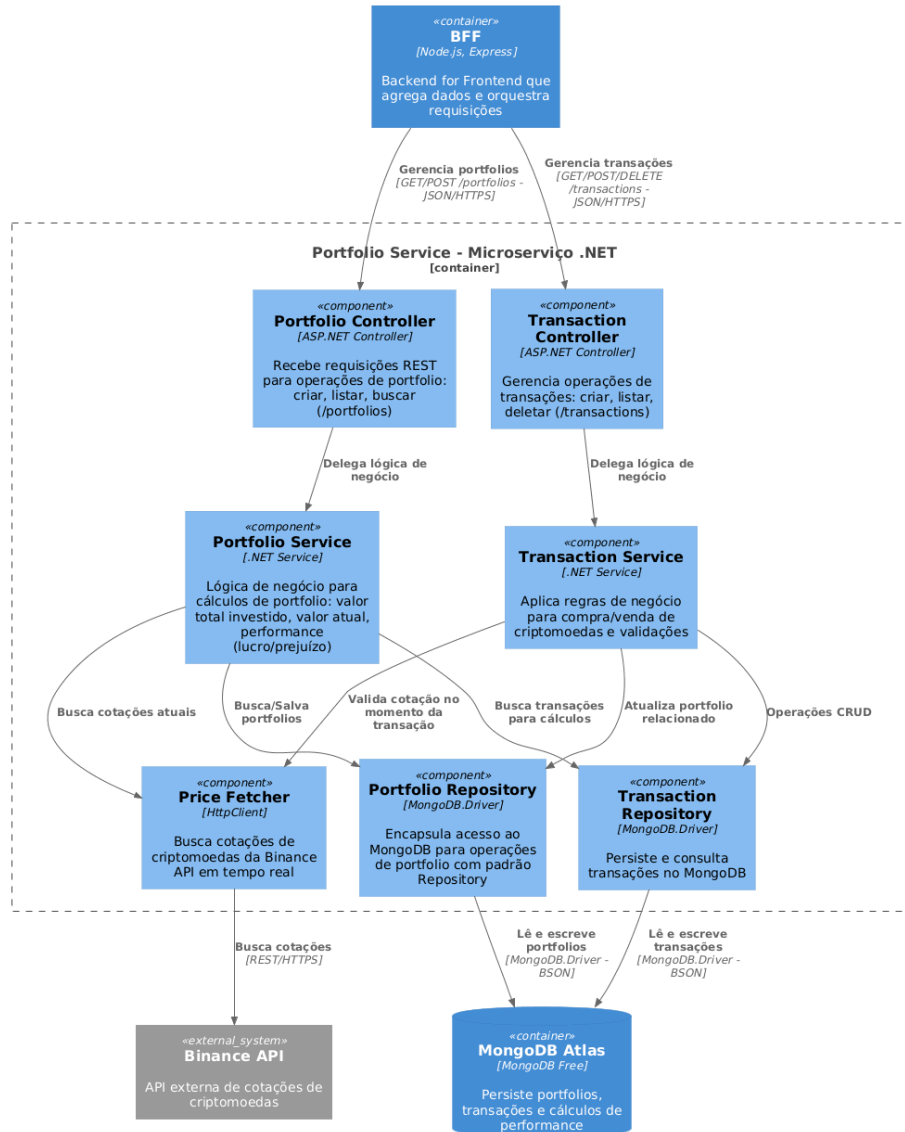 «container»
BFF
[Node.js, Express]
Backend for Frontend que
agrega dados e orquestra
requisições
Gerencia portfolios
[GET/POST /portfolios -
JSON/HTTPS]
Gerencia transações
[GET/POST/DELETE
/transactions -
JSON/HTTPS]
Portfolio Service - Microserviço .NET
[container]
«component»
Portfolio Controller
[ASP.NET Controller]
Recebe requisições REST
para operações de portfolio:
criar, listar, buscar
(/portfolios)
«component»
Transaction
Controller
[ASP.NET Controller]
Gerencia operações de
transações: criar, listar,
deletar (/transactions)
Delega lógica de
negócio
Delega lógica de
negócio
«component»
Portfolio Service
[.NET Service]
Lógica de negócio para
cálculos de portfolio: valor
total investido, valor atual,
performance
(lucro/prejuízo)
«component»
Transaction Service
[.NET Service]
Aplica regras de negócio
para compra/venda de
criptomoedas e validações
Busca cotações atuais
Busca/Salva
portfolios
Valida cotação no
momento da
transação
Busca transações
para cálculos
Atualiza portfolio
relacionado
Operações CRUD
«component»
Price Fetcher
[HttpClient]
Busca cotações de
criptomoedas da Binance
API em tempo real
«component»
Portfolio Repository
[MongoDB.Driver]
Encapsula acesso ao
MongoDB para operações
de portfolio com padrão
Repository
«component»
Transaction
Repository
[MongoDB.Driver]
Persiste e consulta
transações no MongoDB
Busca cotações
[REST/HTTPS]
Lê e escreve
portfolios
[MongoDB.Driver -
BSON]
Lê e escreve
transações
[MongoDB.Driver -
BSON]
«external_system»
Binance API
API externa de cotações de
criptomoedas
«container»
MongoDB Atlas
[MongoDB Free]
Persiste portfolios,
transações e cálculos de
performance